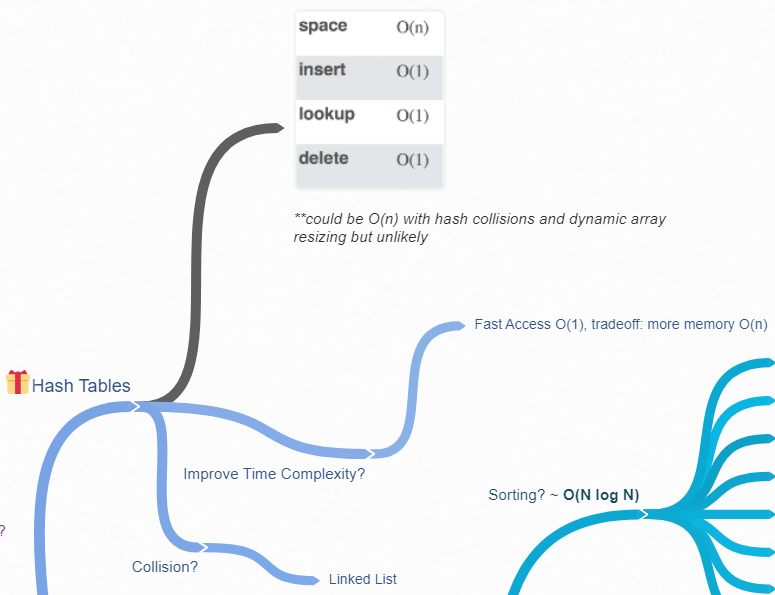 space O(n)
insert O(1)
lookup O(1)
delete O(1)
**could be O(n) with hash collisions and dynamic array
resizing but unlikely
Fast Access O(1), tradeoff: more memory O(n)
Hash Tables
Improve Time Complexity?
Sorting? ~ O(N log N)
?
Collision?
Linked List